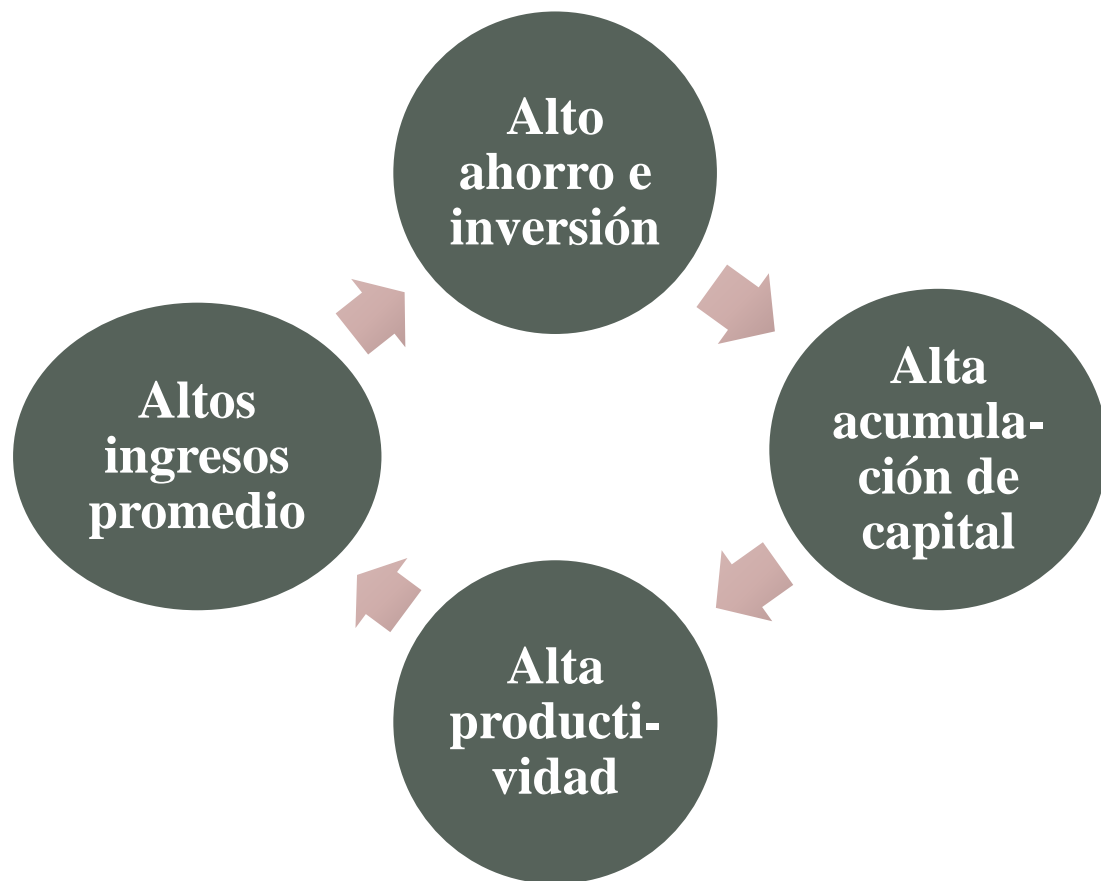 Alto
ahorro e
inversión
Alta
acumula-
ción de
capital
Alta
producti-
vidad
Altos
ingresos
promedio